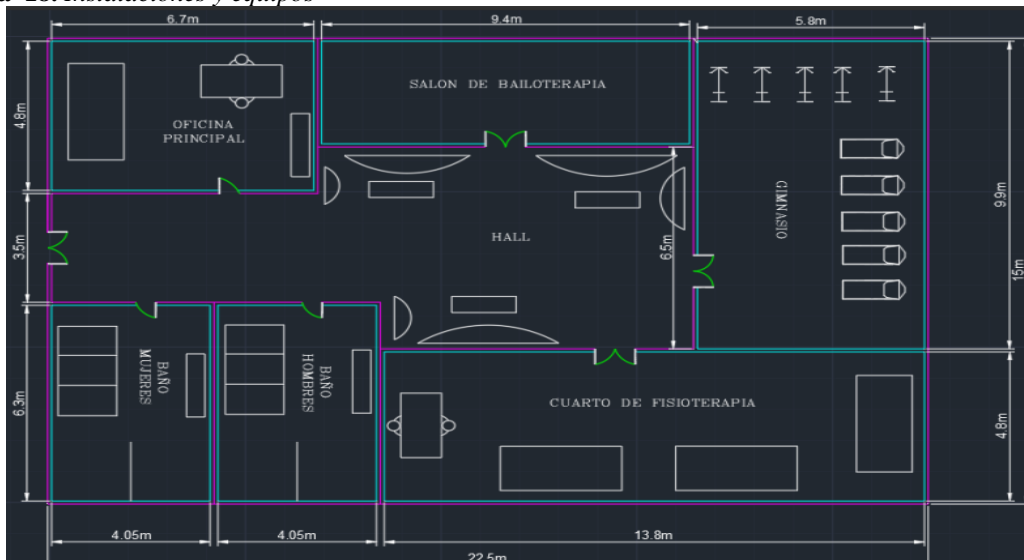 Instalaciones y equipos
6.7m
9.4m
5.8m
4.8m
OFICINA
PRINCIPAL
SALON DE BAILOTERAPIA
GIMNASIO
9.9m
15m
3.5m
HALL
6.5m
6.3m
BAÑO
MUJERES
BAÑO
HOMBRES
CUARTO DE FISIOTERAPIA
4.8m
4.05m
4.05m
13.8m
22.5m